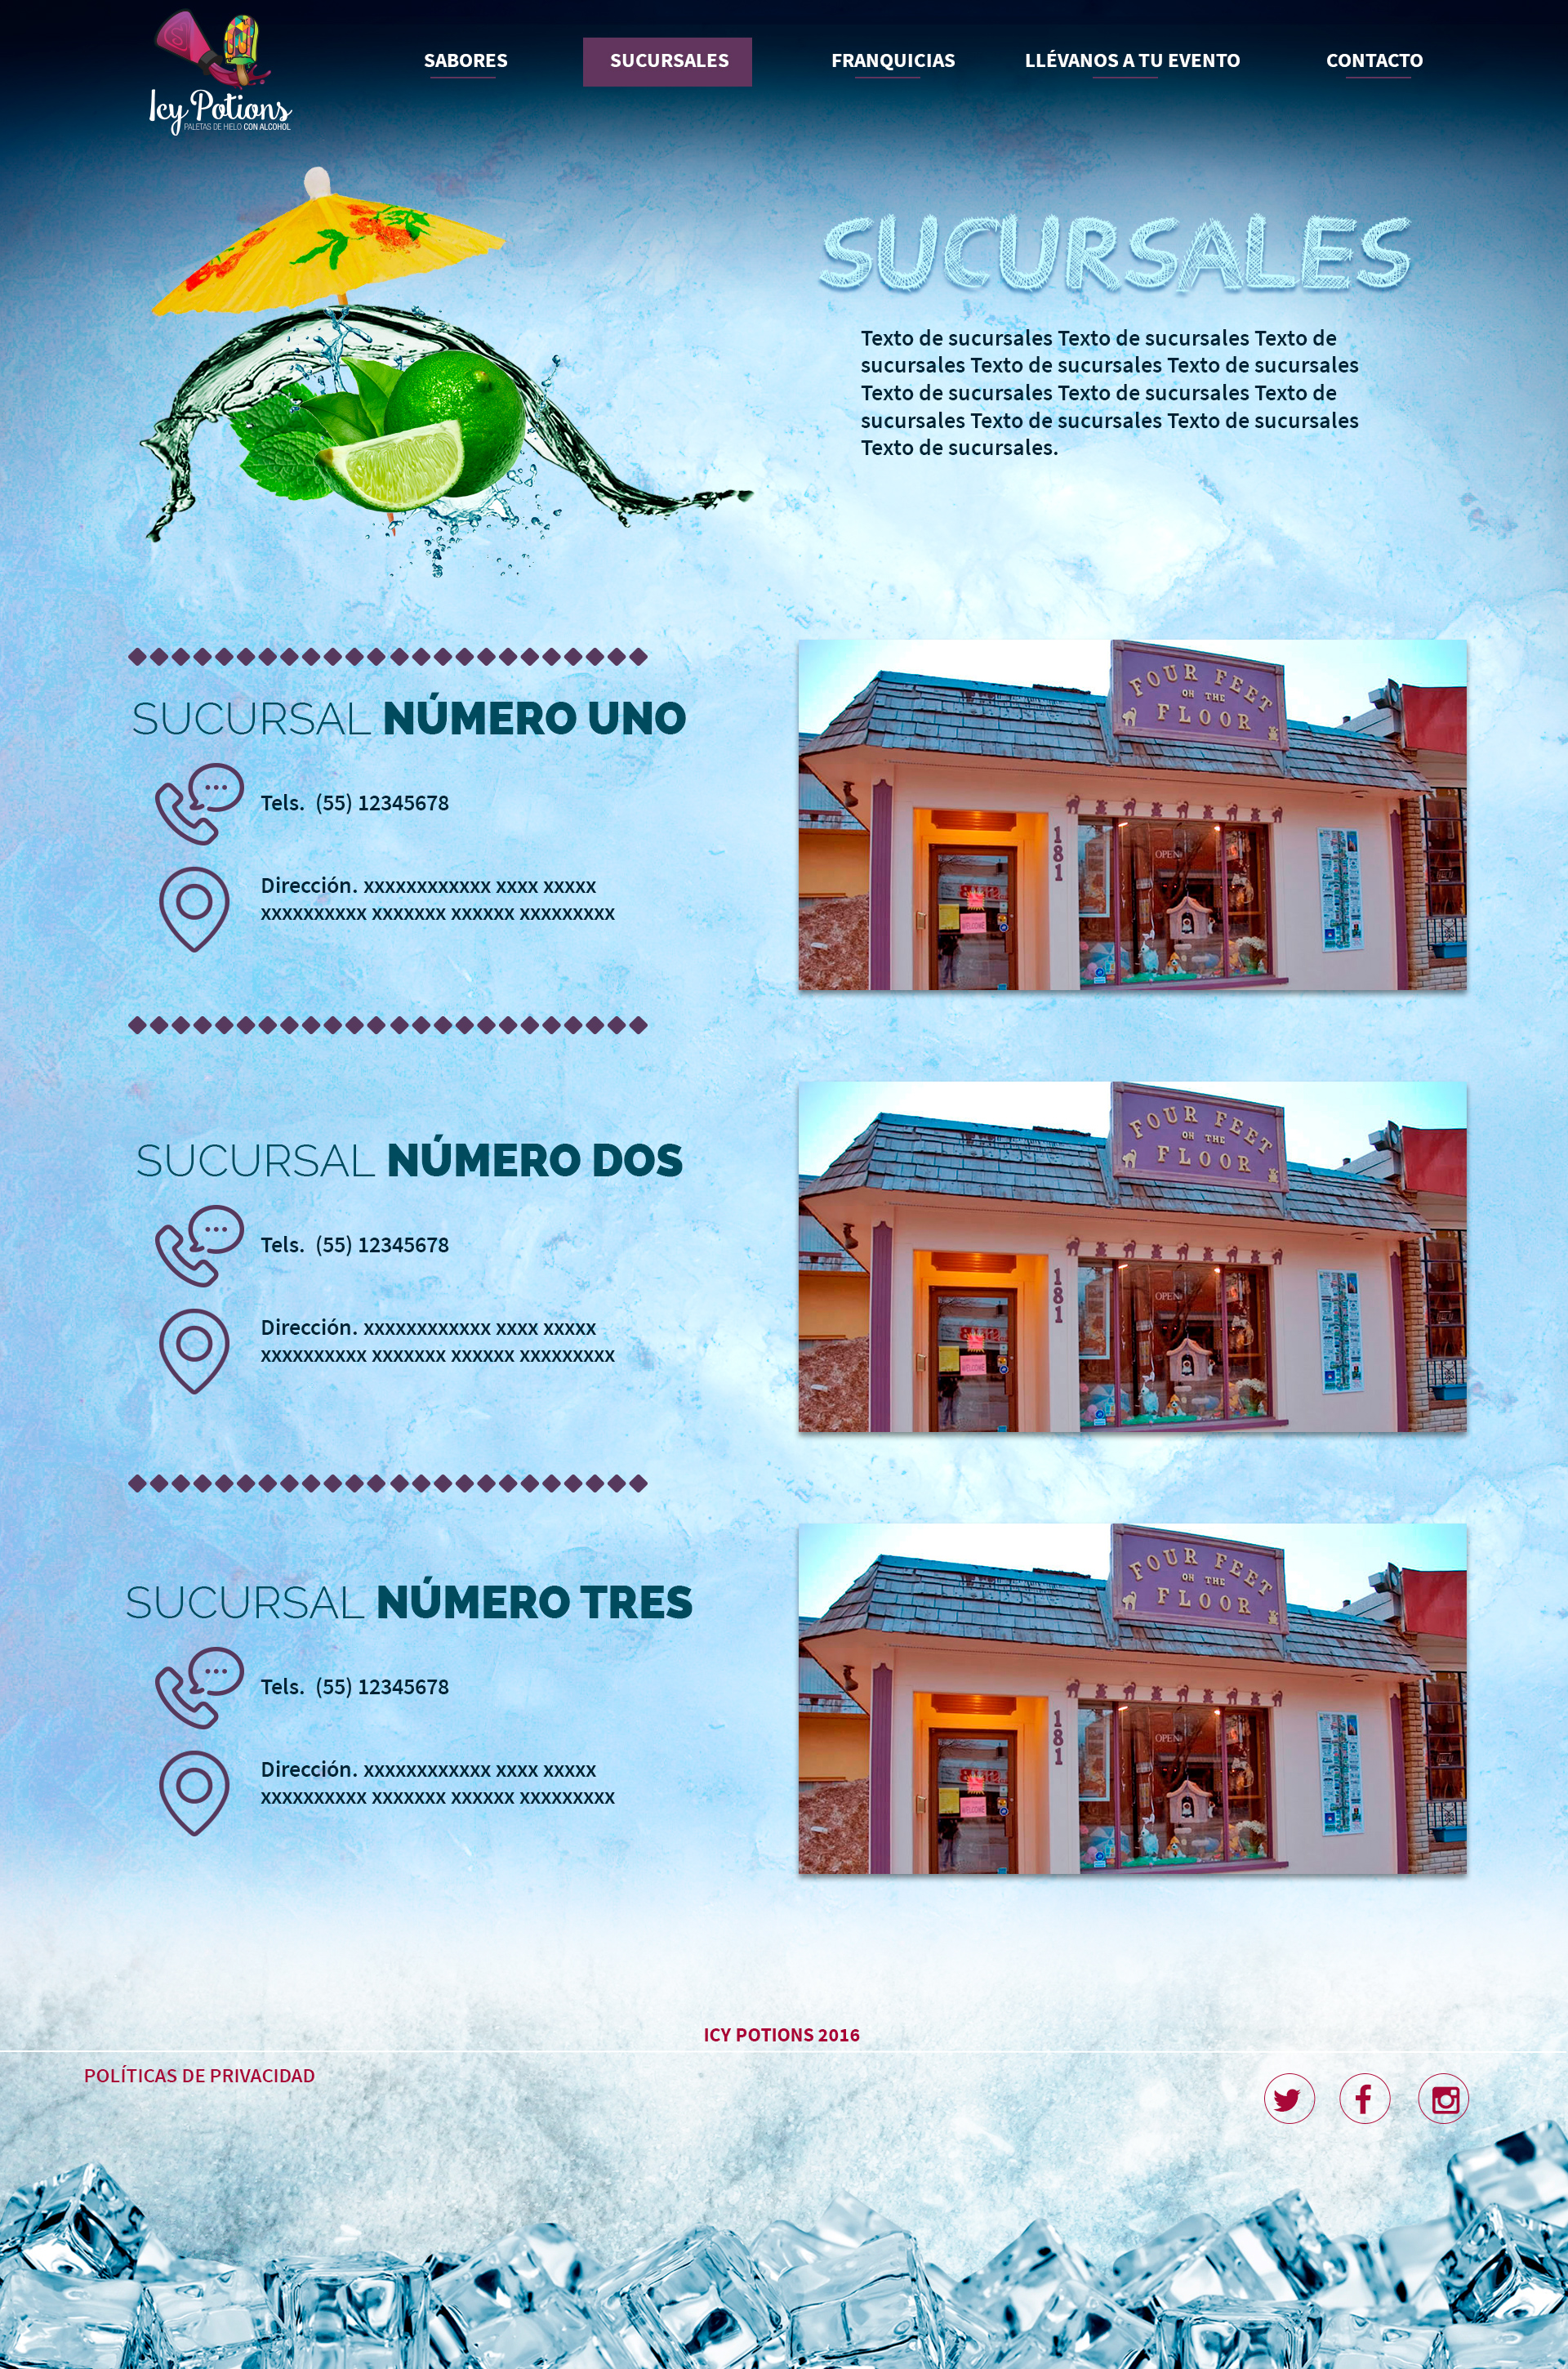 SABORES SUCURSALES FRANQUICIAS LLÉVANOS A TU EVENTO CONTACTO
Icy Potions
PALETAS DE HIELO CON ALCOHOL
SUCURSALES
Texto de sucursales Texto de sucursales Texto de
sucursales Texto de sucursales Texto de sucursales
Texto de sucursales Texto de sucursales Texto de
sucursales Texto de sucursales Texto de sucursales
Texto de sucursales.
SUCURSAL NÚMERO UNO
Tels. (55) 12345678
Dirección. xxxxxxxxxxxx xxxx xxxxx
xxxxxxxxxx xxxxxxx xxxxxx xxxxxxxxx
FOUR FEET
ON THE
FLOOR
181
OPEN
WELCOME
SUCURSAL NÚMERO DOS
Tels. (55) 12345678
Dirección. xxxxxxxxxxxx xxxx xxxxx
xxxxxxxxxx xxxxxxx xxxxxx xxxxxxxxx
FOUR FEET
ON THE
FLOOR
181
OPEN
WELCOME
SUCURSAL NÚMERO TRES
Tels. (55) 12345678
Dirección. xxxxxxxxxxxx xxxx xxxxx
xxxxxxxxxx xxxxxxx xxxxxx xxxxxxxxx
FOUR FEET
ON THE
FLOOR
181
OPEN
WELCOME
ICY POTIONS 2016
POLÍTICAS DE PRIVACIDAD